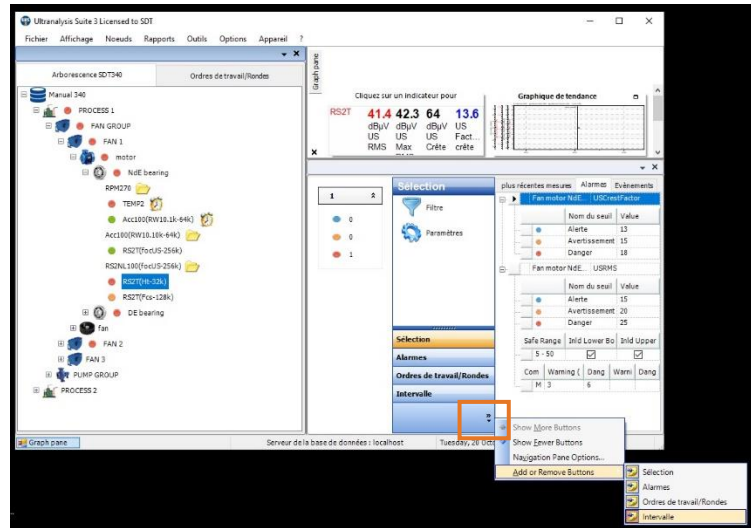 Ultranalysis Suite 3 Licensed to SDT
Fichier Affichage Noeuds Rapports Outils Options Appareil ?
Arborescence SDT340
Ordres de travail/Rondes
Manual 340
PROCESS 1
FAN GROUP
FAN 1
motor
NdE bearing
RPM270
TEMP2
Acc100(RW10.1k-64k)
Acc100(RW10.10k-64k)
RS2T(focUS-256k)
RS2NL100(focUS-256k)
RS2T(Ht-32k)
RS2T(Fcs-128k)
DE bearing
fan
FAN 2
FAN 3
PUMP GROUP
PROCESS 2
Graph pane
Cliquez sur un indicateur pour
RS2T 41.4 42.3 64 13.6
dBµV dBµV dBµV US
US US US Fact...
RMS Max Crête crête
Graphique de tendance
1 2
0
0
1
Sélection
Filtre
Paramètres
Sélection
Alarmes
Ordres de travail/Rondes
Intervalle
plus récentes mesures Alarmes Evènements
Fan motor NdE... USCrestFactor
Nom du seuil Value
Alerte 13
Avertissement 15
Danger 18
Fan motor NdE... USRMS
Nom du seuil Value
Alerte 15
Avertissement 20
Danger 25
Safe Range Inld Lower Bo Inld Upper
5 - 50
Com Warning ( Dang Warni Dang
M 3 6
Graph pane
Serveur de la base de données : localhost
Tuesday, 20 Octo
Show More Buttons
Show Fewer Buttons
Navigation Pane Options...
Add or Remove Buttons
Sélection
Alarmes
Ordres de travail/Rondes
Intervalle